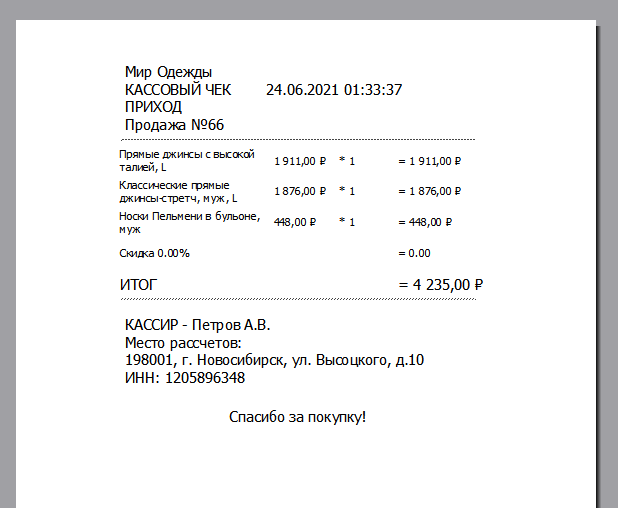 Мир Одежды
КАССОВЫЙ ЧЕК 24.06.2021 01:33:37
ПРИХОД
Продажа №66
Прямые джинсы с высокой талией, L 1 911,00 ₽ * 1 = 1 911,00 ₽
Классические прямые джинсы-стретч, муж, L 1 876,00 ₽ * 1 = 1 876,00 ₽
Носки Пельмени в бульоне, муж 448,00 ₽ * 1 = 448,00 ₽
Скидка 0.00% = 0.00
ИТОГ = 4 235,00 ₽
КАССИР - Петров А.В.
Место рассчетов:
198001, г. Новосибирск, ул. Высоцкого, д.10
ИНН: 1205896348
Спасибо за покупку!